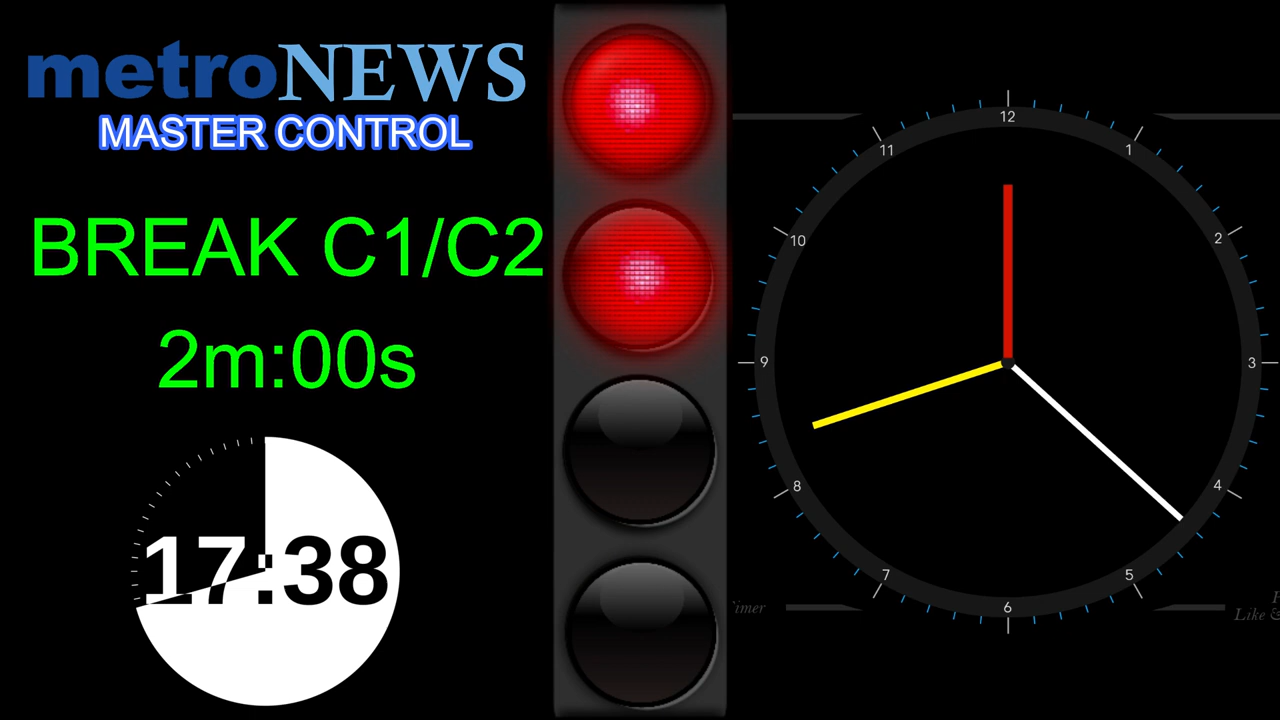 metroNEWS
MASTER CONTROL
BREAK C1/C2
2m:00s
17:38
12
1
2
3
4
5
6
7
8
9
10
11
Like &